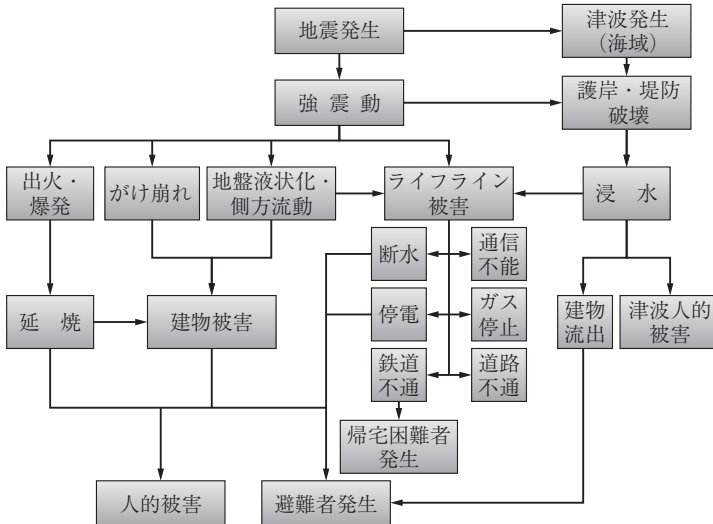 地震発生
津波発生
(海域)
強 震 動
護岸・堤防
破壊
出火・
爆発
がけ崩れ
地盤液状化・
側方流動
ライフライン
被害
浸 水
断水
通信
不能
延 焼
建物被害
停電
ガス
停止
建物
流出
津波人的
被害
鉄道
不通
道路
不通
帰宅困難者
発生
人的被害
避難者発生